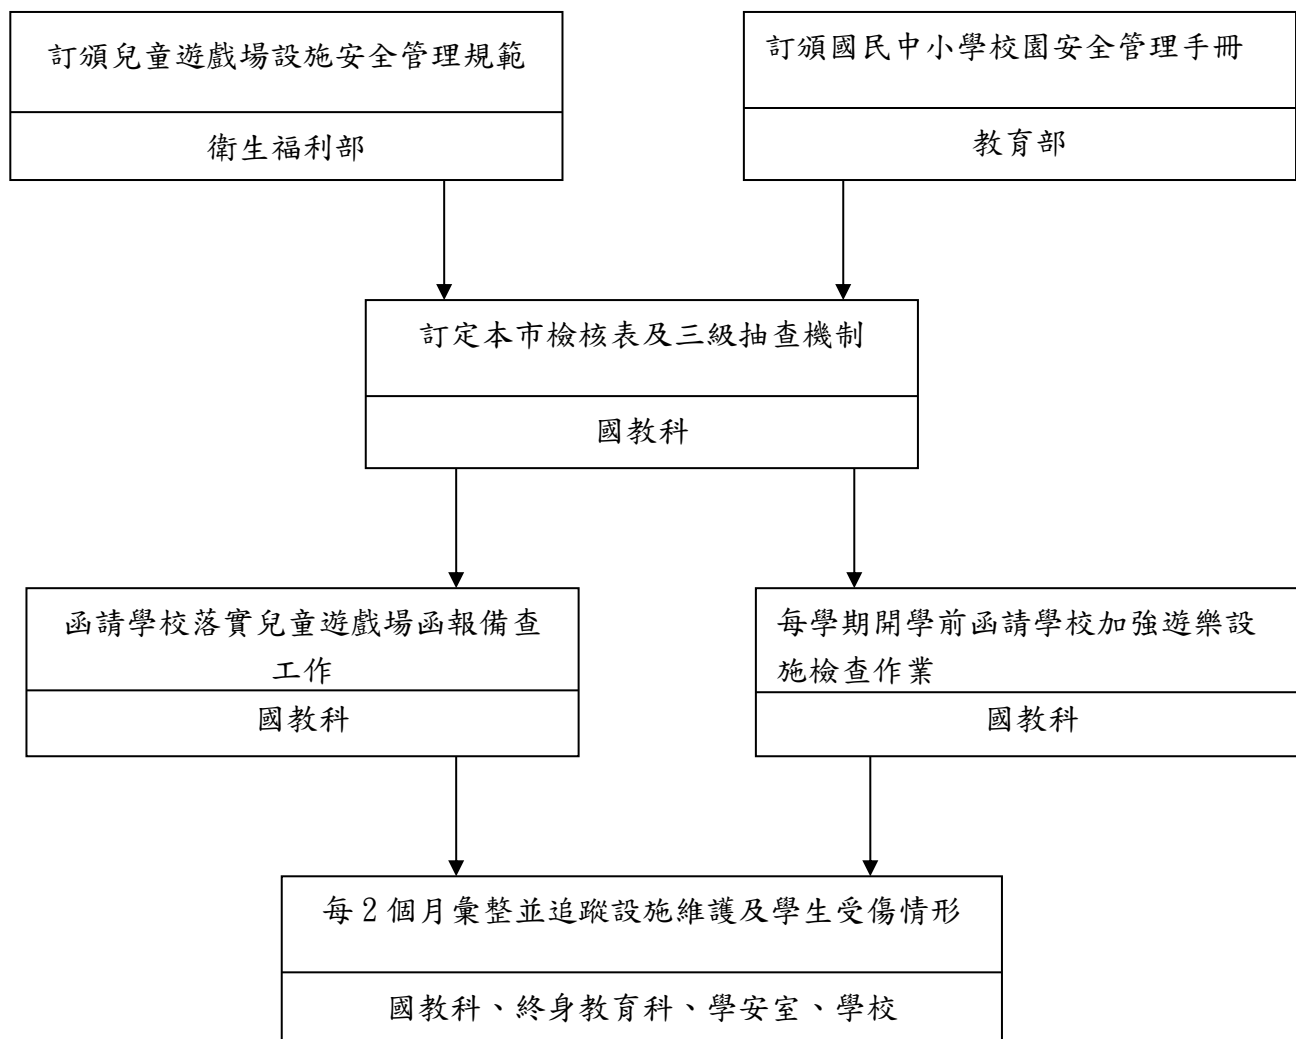 訂頒兒童遊戲場設施安全管理規範
衛生福利部
訂頒國民中小學校園安全管理手冊
教育部
訂定本市檢核表及三級抽查機制
國教科
函請學校落實兒童遊戲場函報備查
工作
國教科
每學期開學前函請學校加強遊樂設
施檢查作業
國教科
每2個月彙整並追蹤設施維護及學生受傷情形
國教科、終身教育科、學安室、學校